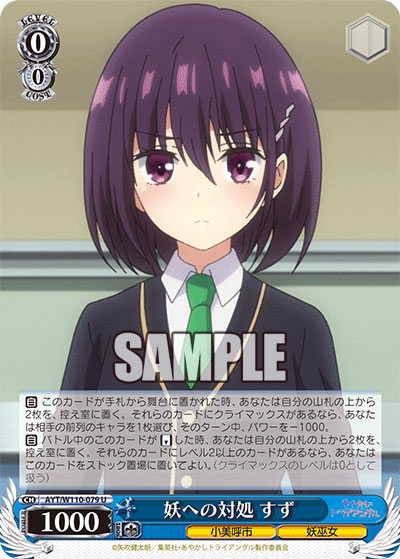 LEVEL
0
0
COST
SAMPLE
自 このカードが手札から舞台に置かれた時、あなたは自分の山札の上から
2枚を、控え室に置く。それらのカードにクライマックスがあるなら、あなた
は相手の前列のキャラを1枚選び、そのターン中、パワーを-1000。
自 バトル中のこのカードが した時、あなたは自分の山札の上から2枚を、
控え室に置く。それらのカードにレベル2以上のカードがあるなら、あなたは
このカードをストック置場に置いてよい。(クライマックスのレベルは0として
扱う)
CH AYT/W110-079 U
妖への対処 すず
あやかし
トライアングル
1000
小美呼市
妖巫女
©矢吹健太朗/集英社・あやかしトライアングル製作委員会